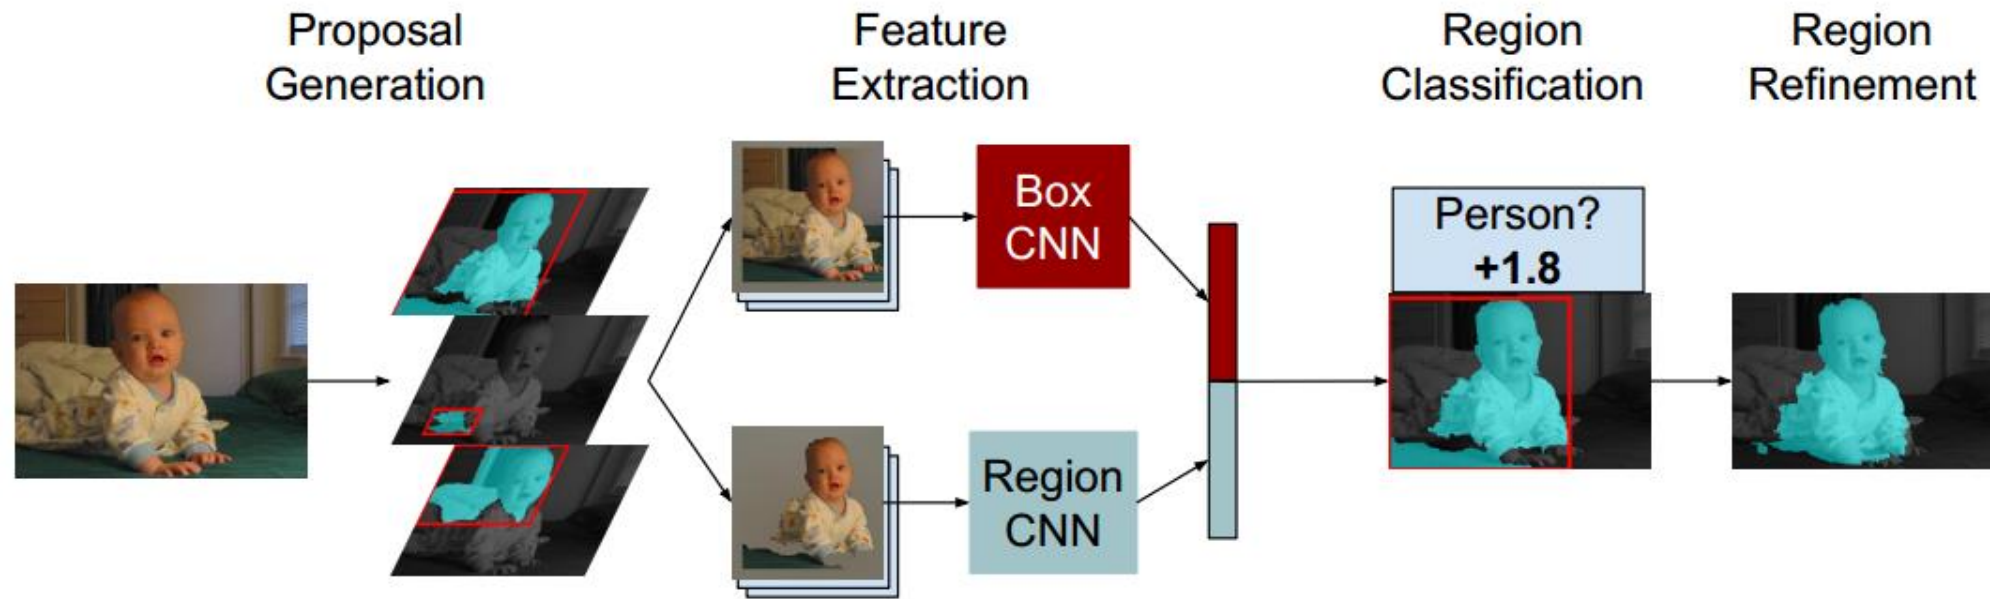 Proposal
Generation
Feature
Extraction
Region
Classification
Region
Refinement
Box
CNN
Region
CNN
Person?
+1.8